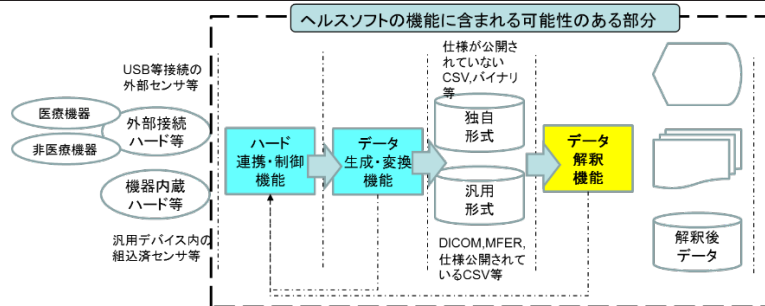 ヘルスソフトの機能に含まれる可能性のある部分
USB等接続の
外部センサ等
医療機器
非医療機器
外部接続
ハード等
機器内蔵
ハード等
汎用デバイス内の
組込済センサ等
ハード
連携・制御
機能
データ
生成・変換
機能
仕様が公開さ
れていない
CSV,バイナリ
等
独自
形式
汎用
形式
DICOM,MFER,
仕様公開されて
いるCSV等
データ
解釈
機能
解釈後
データ